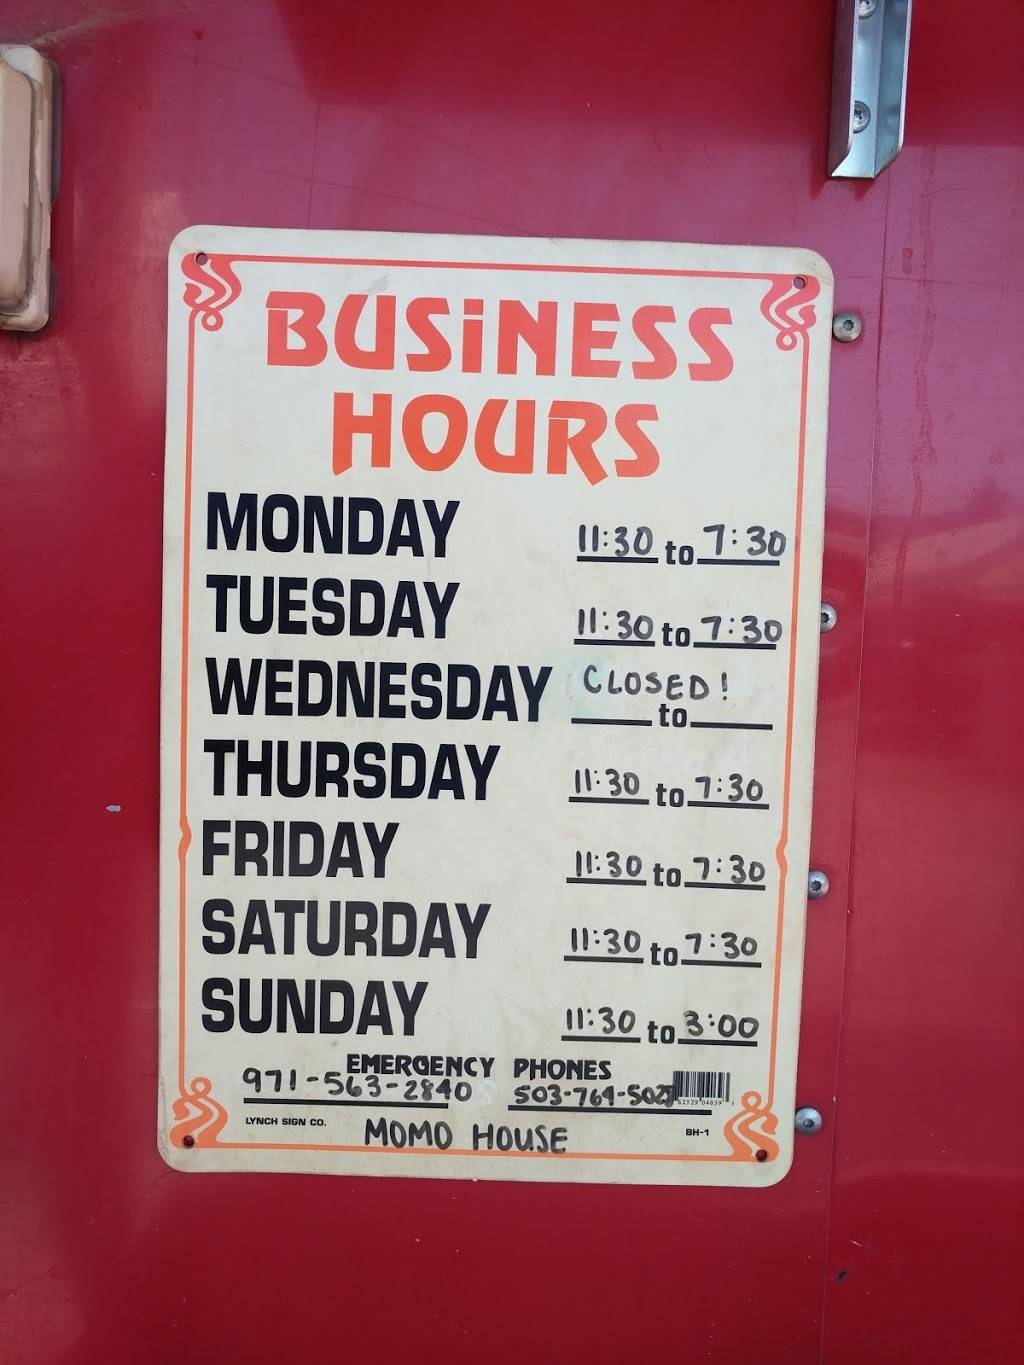 BUSiNESS
HOURS
MONDAY 11:30 to 7:30
TUESDAY 11:30 to 7:30
WEDNESDAY CLOSED! to
THURSDAY 11:30 to 7:30
FRIDAY 11:30 to 7:30
SATURDAY 11:30 to 7:30
SUNDAY 11:30 to 3:00
EMERGENCY PHONES
971-563-2840
LYNCH SIGN CO. MOMO HOUSE BH-1